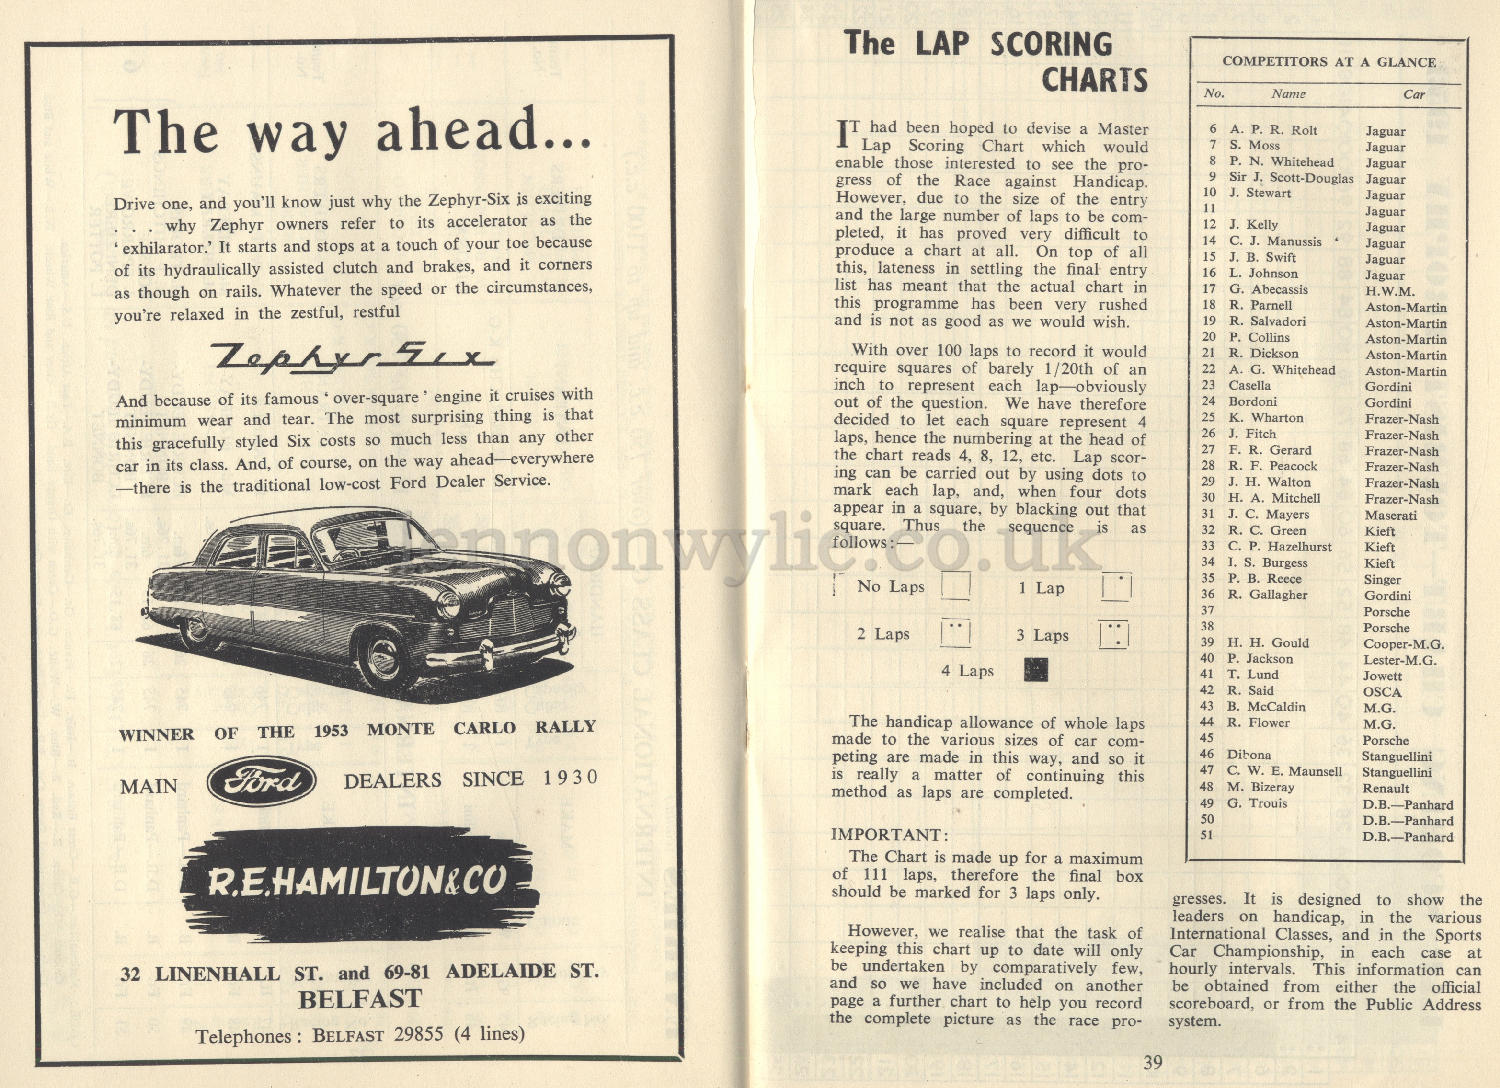 The way ahead...
Drive one, and you'll know just why the Zephyr-Six is exciting
. . . why Zephyr owners refer to its accelerator as the
' exhilarator.' It starts and stops at a touch of your toe because
of its hydraulically assisted clutch and brakes, and it corners
as though on rails. Whatever the speed or the circumstances,
you're relaxed in the zestful, restful
Zephyr Six
And because of its famous ' over-square ' engine it cruises with
minimum wear and tear. The most surprising thing is that
this gracefully styled Six costs so much less than any other
car in its class. And, of course, on the way ahead—everywhere
—there is the traditional low-cost Ford Dealer Service.
WINNER OF THE 1953 MONTE CARLO RALLY
MAIN Ford DEALERS SINCE 1930
R.E.HAMILTON & CO
32 LINENHALL ST. and 69-81 ADELAIDE ST.
BELFAST
Telephones : BELFAST 29855 (4 lines)
lennonwylie.co.uk
The LAP SCORING
CHARTS
IT had been hoped to devise a Master
Lap Scoring Chart which would
enable those interested to see the pro-
gress of the Race against Handicap.
However, due to the size of the entry
and the large number of laps to be com-
pleted, it has proved very difficult to
produce a chart at all. On top of all
this, lateness in settling the final entry
list has meant that the actual chart in
this programme has been very rushed
and is not as good as we would wish.
With over 100 laps to record it would
require squares of barely 1/20th of an
inch to represent each lap—obviously
out of the question. We have therefore
decided to let each square represent 4
laps, hence the numbering at the head of
the chart reads 4, 8, 12, etc. Lap scor-
ing can be carried out by using dots to
mark each lap, and, when four dots
appear in a square, by blacking out that
square. Thus the sequence is as
follows :—
No Laps 1 Lap
2 Laps 3 Laps
4 Laps
The handicap allowance of whole laps
made to the various sizes of car com-
peting are made in this way, and so it
is really a matter of continuing this
method as laps are completed.
IMPORTANT :
The Chart is made up for a maximum
of 111 laps, therefore the final box
should be marked for 3 laps only.
However, we realise that the task of
keeping this chart up to date will only
be undertaken by comparatively few,
and so we have included on another
page a further chart to help you record
the complete picture as the race pro-
COMPETITORS AT A GLANCE
No. Name Car
6 A. P. R. Rolt Jaguar
7 S. Moss Jaguar
8 P. N. Whitehead Jaguar
9 Sir J. Scott-Douglas Jaguar
10 J. Stewart Jaguar
11 Jaguar
12 J. Kelly Jaguar
14 C. J. Manussis Jaguar
15 J. B. Swift Jaguar
16 L. Johnson Jaguar
17 G. Abecassis H.W.M.
18 R. Parnell Aston-Martin
19 R. Salvadori Aston-Martin
20 P. Collins Aston-Martin
21 R. Dickson Aston-Martin
22 A. G. Whitehead Aston-Martin
23 Casella Gordini
24 Bordoni Gordini
25 K. Wharton Frazer-Nash
26 J. Fitch Frazer-Nash
27 F. R. Gerard Frazer-Nash
28 R. F. Peacock Frazer-Nash
29 J. H. Walton Frazer-Nash
30 H. A. Mitchell Frazer-Nash
31 J. C. Mayers Maserati
32 R. C. Green Kieft
33 C. P. Hazelhurst Kieft
34 I. S. Burgess Kieft
35 P. B. Reece Singer
36 R. Gallagher Gordini
37 Porsche
38 Porsche
39 H. H. Gould Cooper-M.G.
40 P. Jackson Lester-M.G.
41 T. Lund Jowett
42 R. Said OSCA
43 B. McCaldin M.G.
44 R. Flower M.G.
45 Porsche
46 Dibona Stanguellini
47 C. W. E. Maunsell Stanguellini
48 M. Bizeray Renault
49 G. Trouis D.B.—Panhard
50 D.B.—Panhard
51 D.B.—Panhard
gresses. It is designed to show the
leaders on handicap, in the various
International Classes, and in the Sports
Car Championship, in each case at
hourly intervals. This information can
be obtained from either the official
scoreboard, or from the Public Address
system.
39